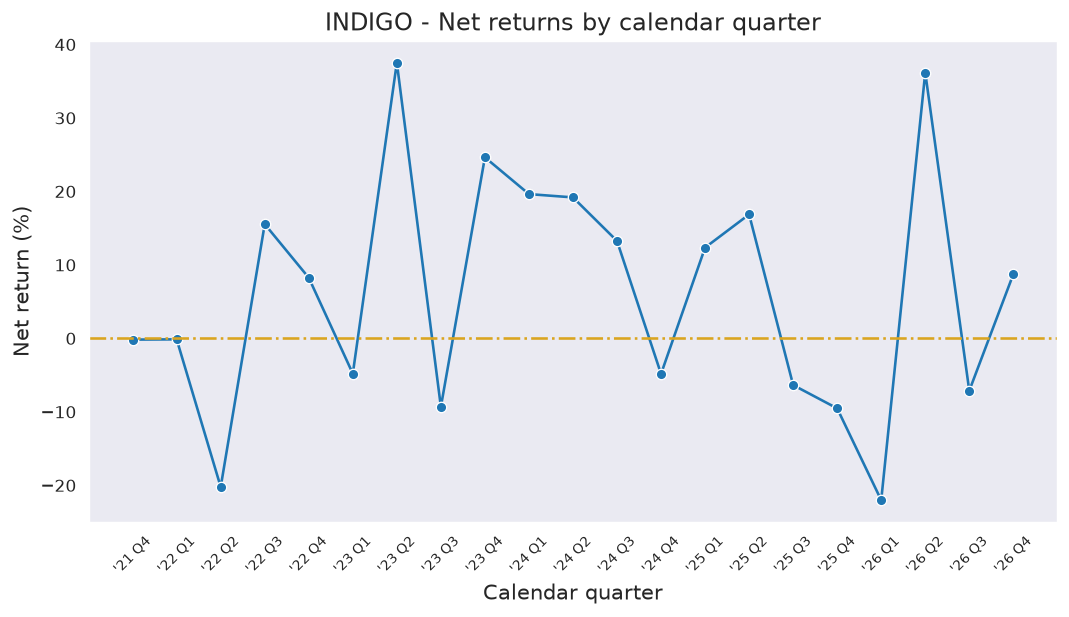 INDIGO - Net returns by calendar quarter
Net return (%)
40
30
20
10
0
−10
−20
'21 Q4
'22 Q1
'22 Q2
'22 Q3
'22 Q4
'23 Q1
'23 Q2
'23 Q3
'23 Q4
'24 Q1
'24 Q2
'24 Q3
'24 Q4
'25 Q1
'25 Q2
'25 Q3
'25 Q4
'26 Q1
'26 Q2
'26 Q3
'26 Q4
Calendar quarter